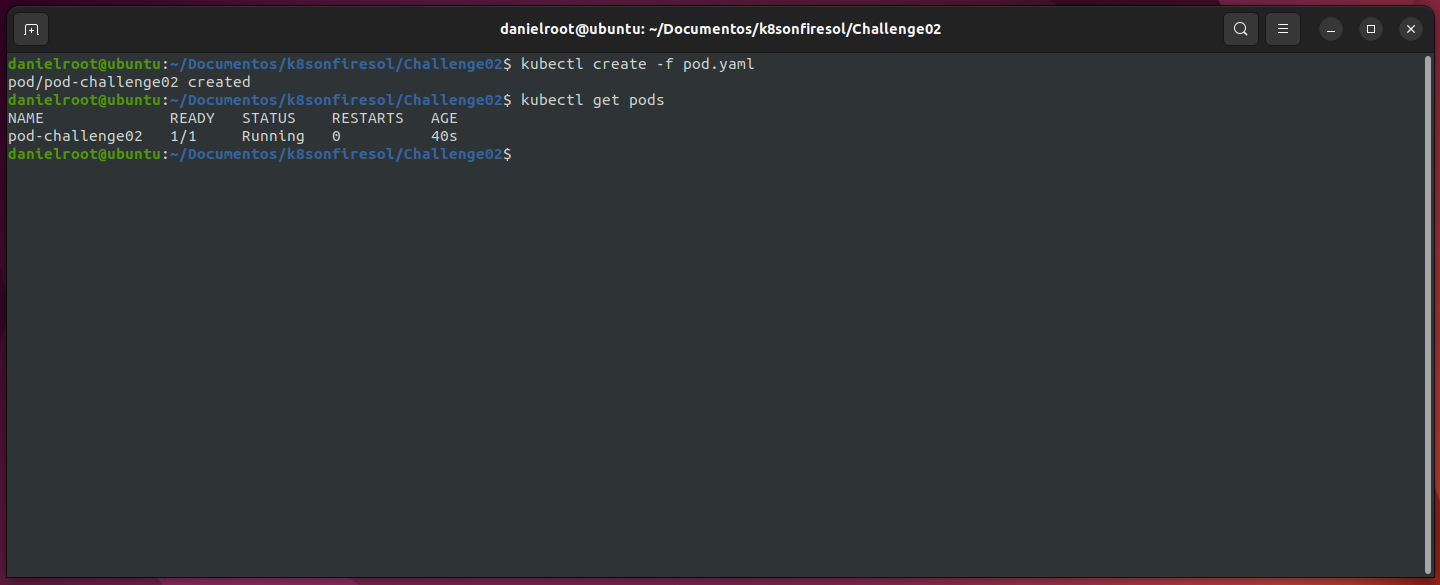 danielroot@ubuntu: ~/Documentos/k8sonfiresol/Challenge02
danielroot@ubuntu:~/Documentos/k8sonfiresol/Challenge02$ kubectl create -f pod.yaml
pod/pod-challenge02 created
danielroot@ubuntu:~/Documentos/k8sonfiresol/Challenge02$ kubectl get pods
NAME              READY   STATUS    RESTARTS   AGE
pod-challenge02   1/1     Running   0          40s
danielroot@ubuntu:~/Documentos/k8sonfiresol/Challenge02$